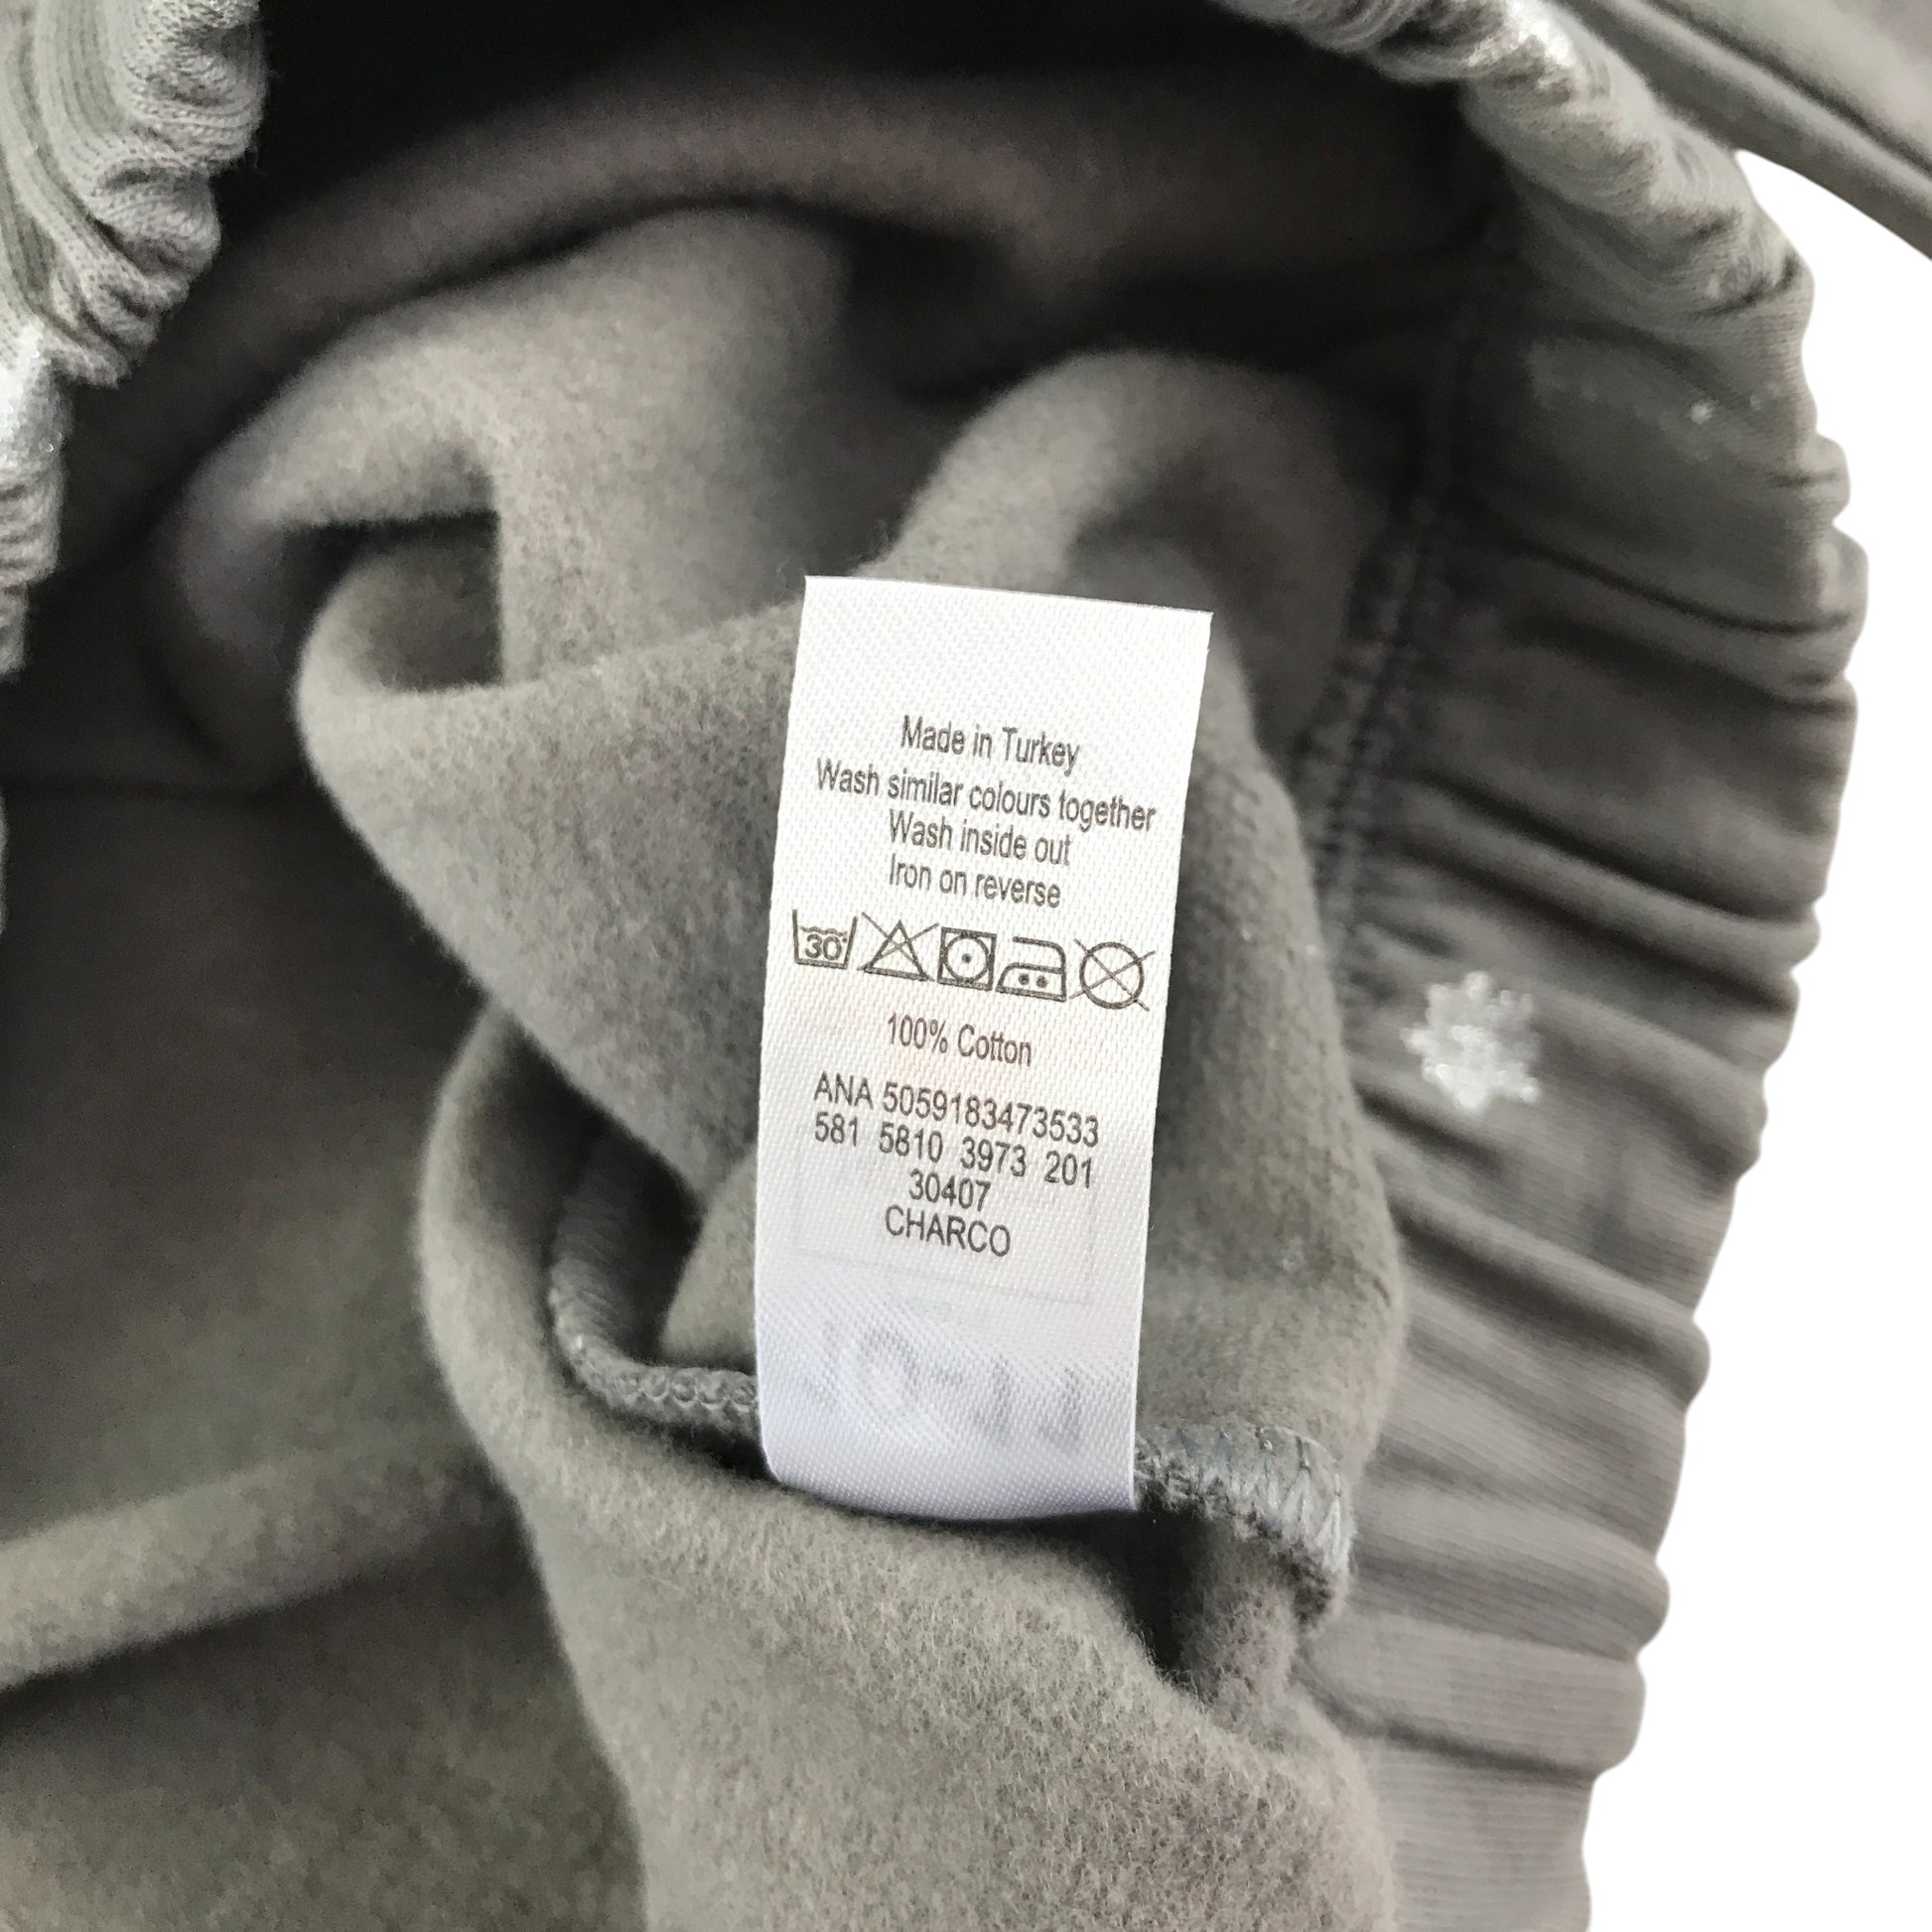 Made in Turkey
Wash similar colours together
Wash inside out
Iron on reverse
30
100% Cotton
ANA 5059183473533
581 5810 3973 201
30407
CHARCO